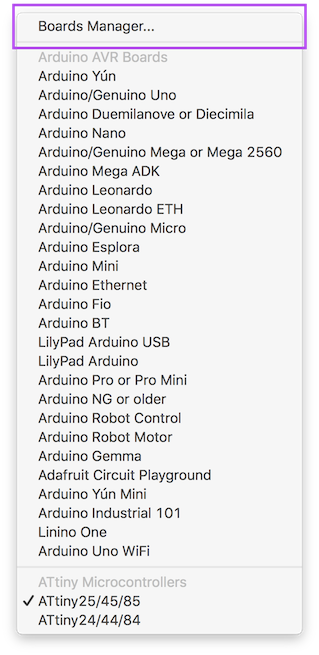 Boards Manager...
Arduino AVR Boards
Arduino Yún
Arduino/Genuino Uno
Arduino Duemilanove or Diecimila
Arduino Nano
Arduino/Genuino Mega or Mega 2560
Arduino Mega ADK
Arduino Leonardo
Arduino Leonardo ETH
Arduino/Genuino Micro
Arduino Esplora
Arduino Mini
Arduino Ethernet
Arduino Fio
Arduino BT
LilyPad Arduino USB
LilyPad Arduino
Arduino Pro or Pro Mini
Arduino NG or older
Arduino Robot Control
Arduino Robot Motor
Arduino Gemma
Adafruit Circuit Playground
Arduino Yún Mini
Arduino Industrial 101
Linino One
Arduino Uno WiFi
ATtiny Microcontrollers
✓ ATtiny25/45/85
ATtiny24/44/84